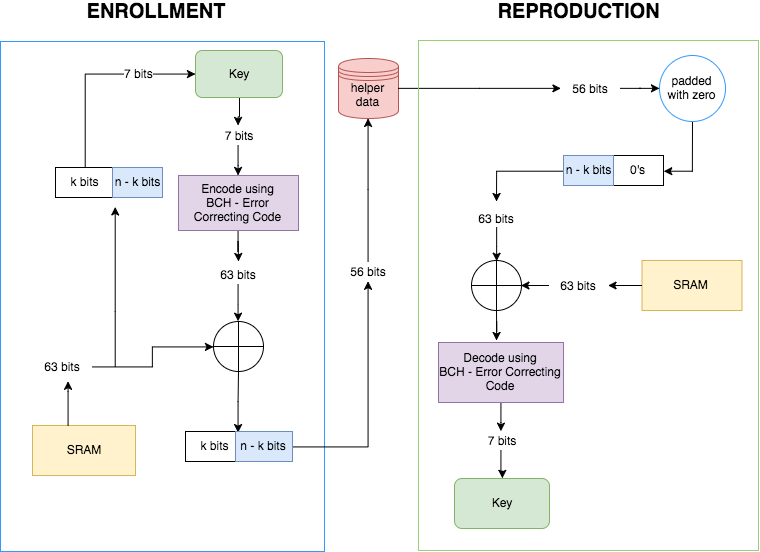 ENROLLMENT
7 bits
Key
7 bits
k bits
n - k bits
Encode using
BCH - Error
Correcting Code
63 bits
63 bits
SRAM
k bits
n - k bits
56 bits
helper
data
REPRODUCTION
56 bits
padded
with zero
n - k bits
0's
63 bits
63 bits
SRAM
Decode using
BCH - Error Correcting
Code
7 bits
Key